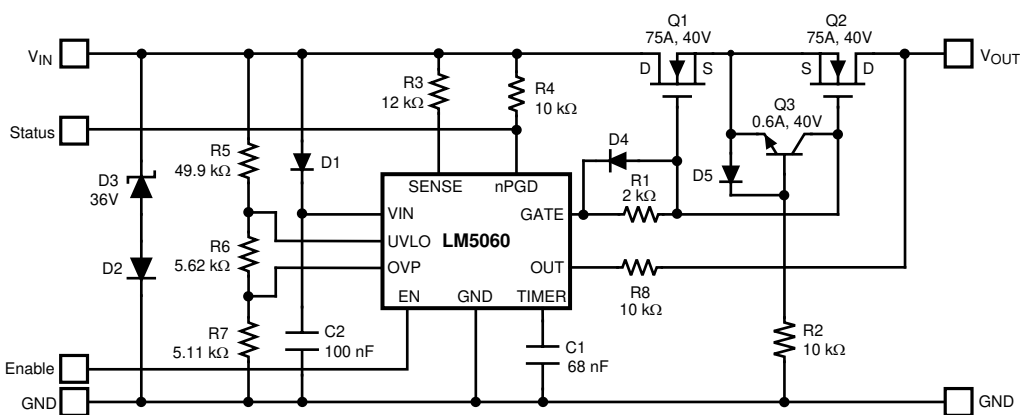 Q1
75A, 40V
Q2
75A, 40V
VIN
VOUT
D
S
S
D
R3
12 kΩ
R4
10 kΩ
Q3
0.6A, 40V
Status
R5
49.9 kΩ
D1
D4
D5
D3
36V
SENSE
nPGD
R1
2 kΩ
VIN
GATE
UVLO
LM5060
R6
5.62 kΩ
OVP
OUT
D2
R8
10 kΩ
EN
GND
TIMER
R7
5.11 kΩ
C2
100 nF
C1
68 nF
R2
10 kΩ
Enable
GND
GND